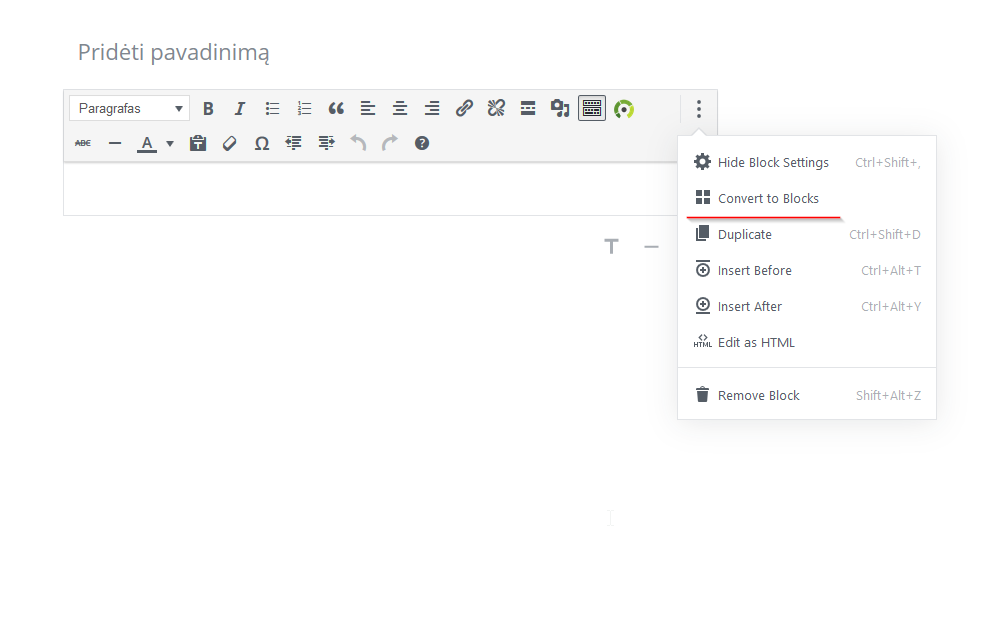 Pridėti pavadinimą
Paragrafas
B I
ABC A T Ω ?
Hide Block Settings Ctrl+Shift+,
Convert to Blocks
Duplicate Ctrl+Shift+D
Insert Before Ctrl+Alt+T
Insert After Ctrl+Alt+Y
HTML Edit as HTML
Remove Block Shift+Alt+Z